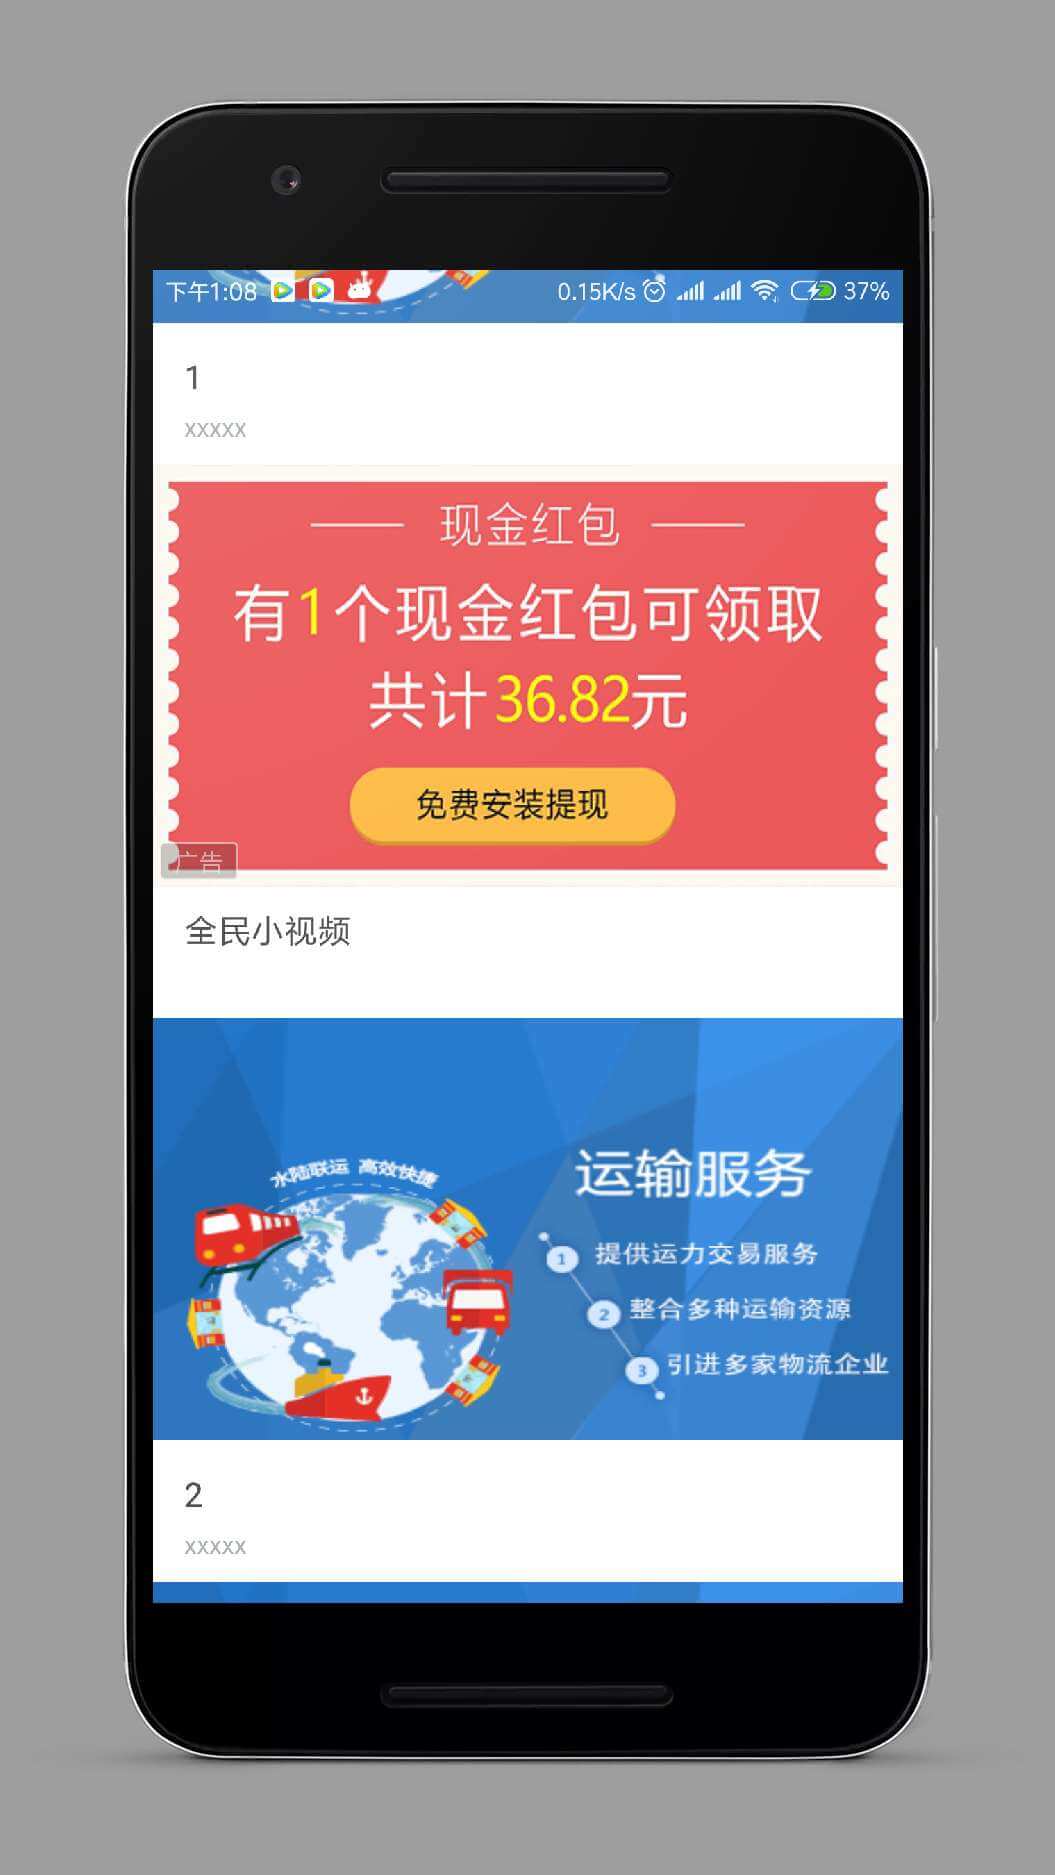 下午1:08
0.15K/s
37%
1
xxxxx
现金红包
有1个现金红包可领取
共计36.82元
免费安装提现
广告
全民小视频
水陆联运 高效快捷
运输服务
1 提供运力交易服务
2 整合多种运输资源
3 引进多家物流企业
2
xxxxx